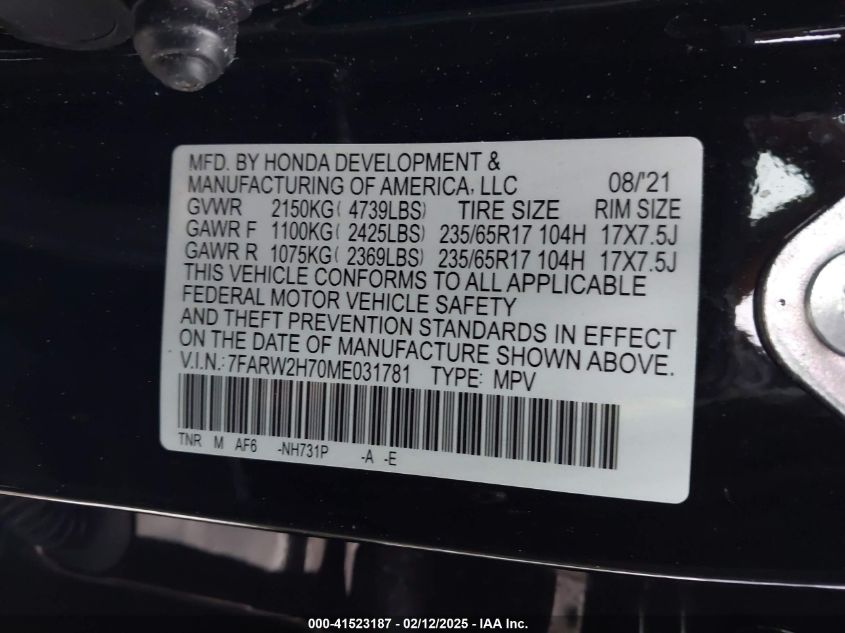 MFD. BY HONDA DEVELOPMENT &
MANUFACTURING OF AMERICA, LLC 08/'21
GVWR 2150KG( 4739LBS) TIRE SIZE RIM SIZE
GAWR F 1100KG( 2425LBS) 235/65R17 104H 17X7.5J
GAWR R 1075KG( 2369LBS) 235/65R17 104H 17X7.5J
THIS VEHICLE CONFORMS TO ALL APPLICABLE
FEDERAL MOTOR VEHICLE SAFETY
AND THEFT PREVENTION STANDARDS IN EFFECT
ON THE DATE OF MANUFACTURE SHOWN ABOVE.
V.I.N.:7FARW2H70ME031781 TYPE: MPV
TNR M AF6 -NH731P -A -E
000-41523187 - 02/12/2025 - IAA Inc.